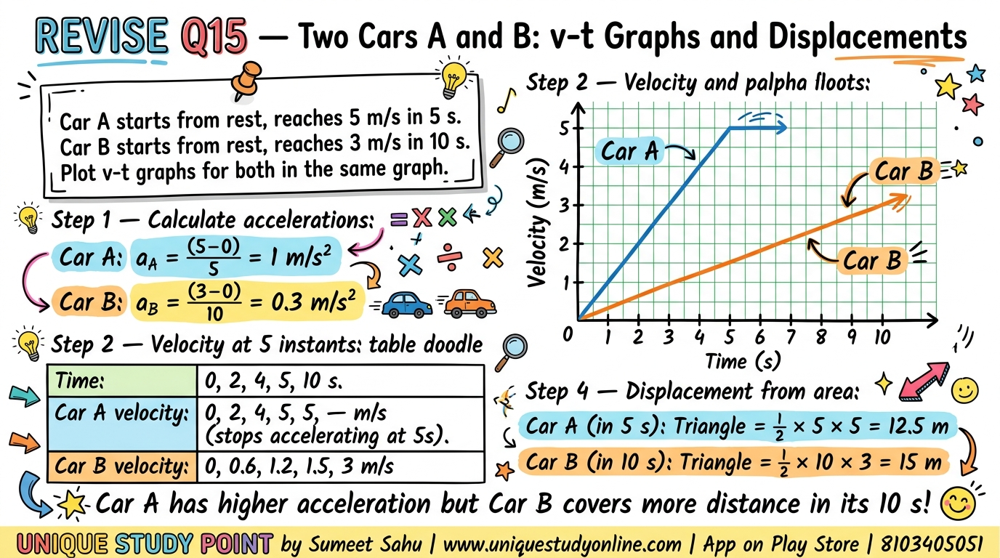 REVISE Q15 — Two Cars A and B: v-t Graphs and Displacements
Car A starts from rest, reaches 5 m/s in 5 s.
Car B starts from rest, reaches 3 m/s in 10 s.
Plot v-t graphs for both in the same graph.
Step 1 — Calculate accelerations:
Car A: a_A = (5-0)/5 = 1 m/s²
Car B: a_B = (3-0)/10 = 0.3 m/s²
Step 2 — Velocity at 5 instants: table doodle
Time: 0, 2, 4, 5, 10 s.
Car A velocity: 0, 2, 4, 5, 5, — m/s
(stops accelerating at 5s).
Car B velocity: 0, 0.6, 1.2, 1.5, 3 m/s
Step 2 — Velocity and palpha floots:
Velocity (m/s)
5
4
3
2
1
Car A
Car B
Car B
0 1 2 3 4 5 6 7 8 9 10
Time (s)
Step 4 — Displacement from area:
Car A (in 5 s): Triangle = ½ × 5 × 5 = 12.5 m
Car B (in 10 s): Triangle = ½ × 10 × 3 = 15 m
Car A has higher acceleration but Car B covers more distance in its 10 s!
UNIQUE STUDY POINT by Sumeet Sahu | www.uniquestudyonline.com | App on Play Store | 8103405051